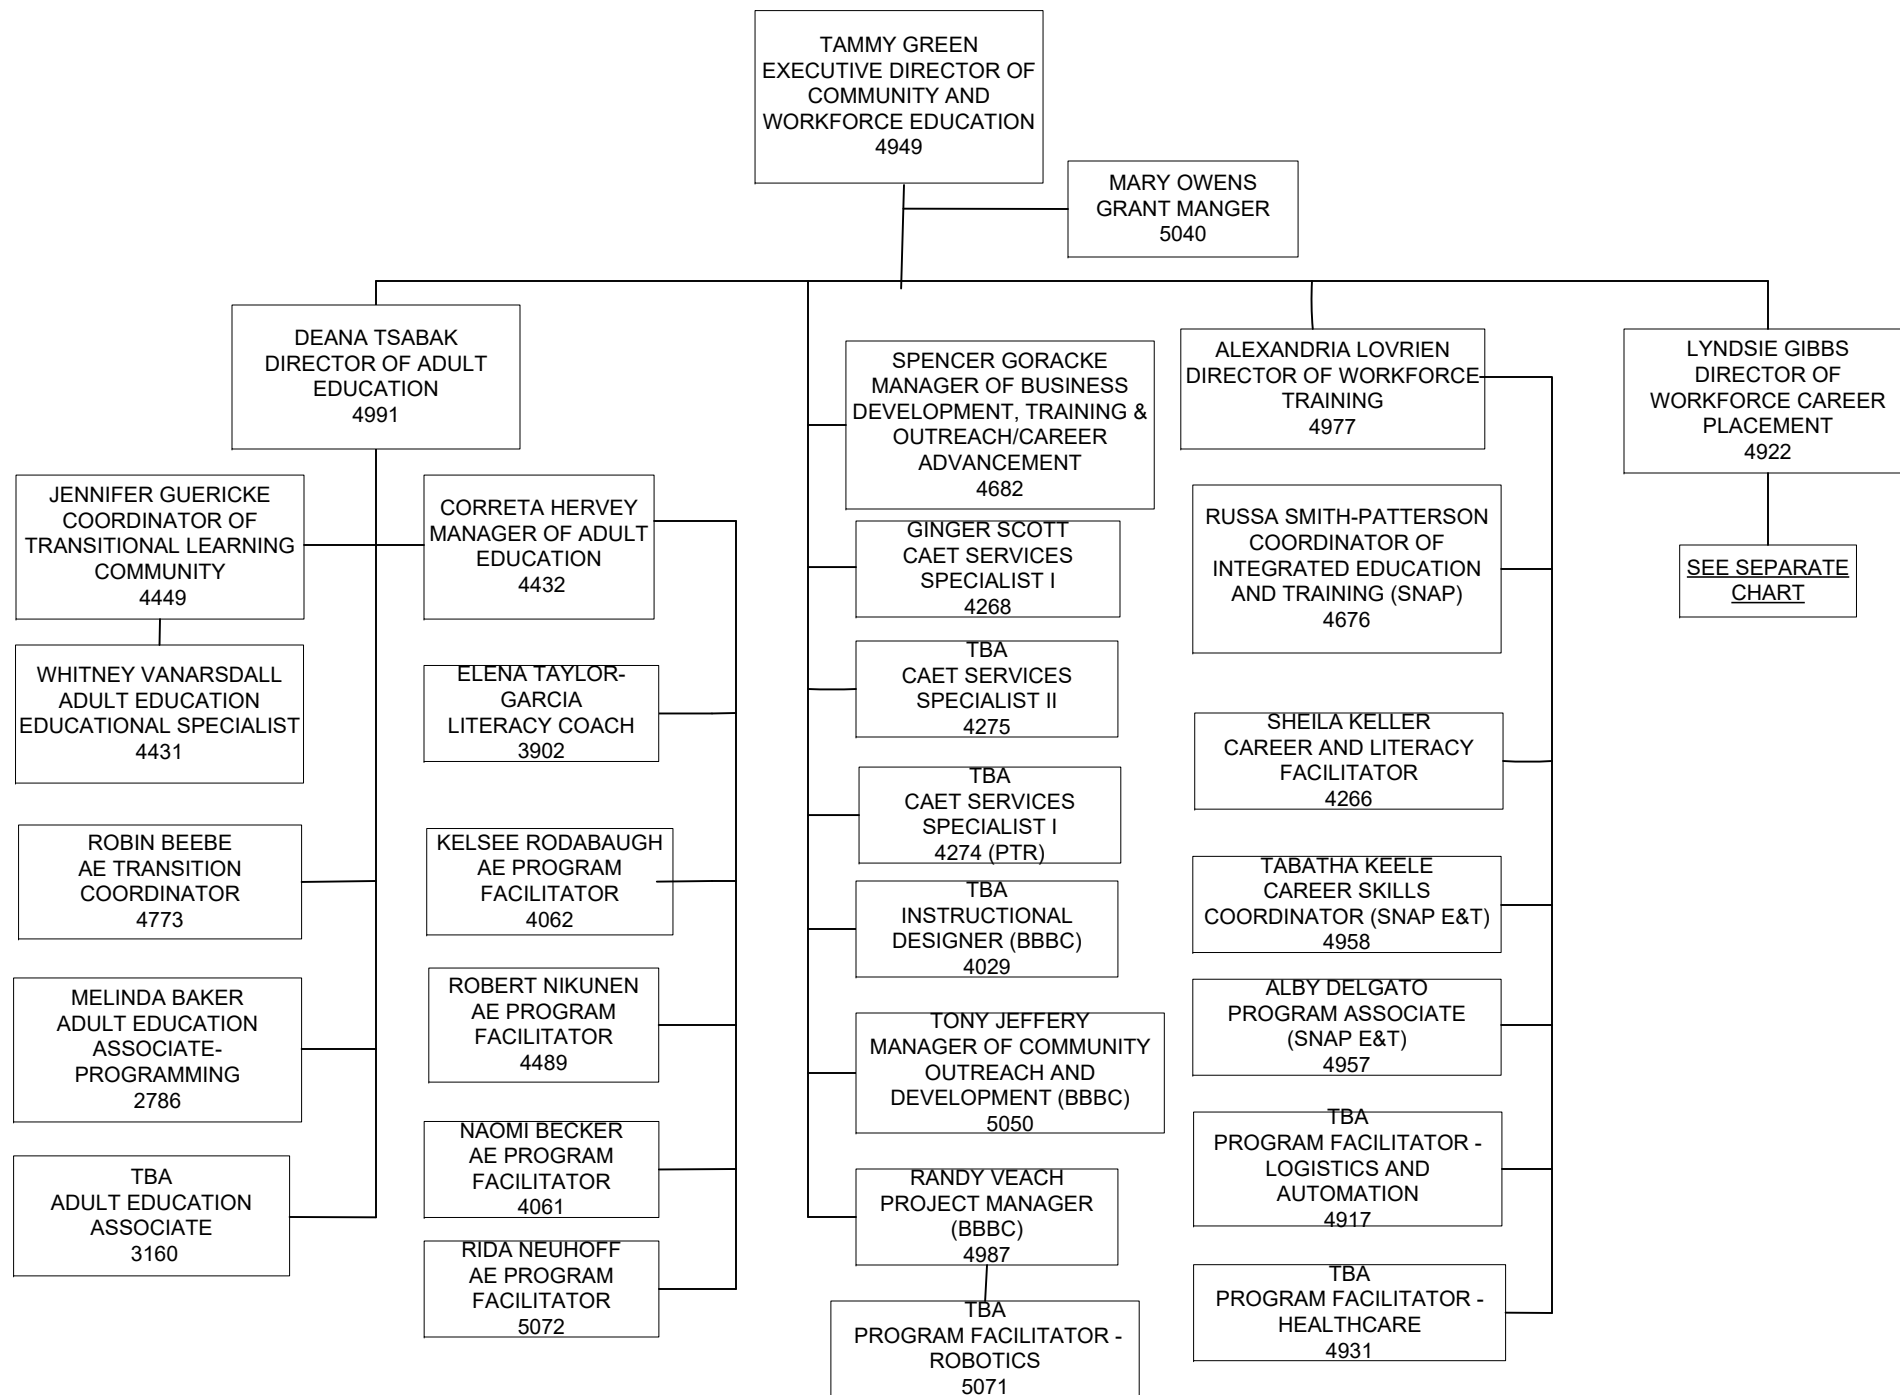 TAMMY GREEN
EXECUTIVE DIRECTOR OF
COMMUNITY AND
WORKFORCE EDUCATION
4949
MARY OWENS
GRANT MANGER
5040
DEANA TSABAK
DIRECTOR OF ADULT
EDUCATION
4991
JENNIFER GUERICKE
COORDINATOR OF
TRANSITIONAL LEARNING
COMMUNITY
4449
WHITNEY VANARSDALL
ADULT EDUCATION
EDUCATIONAL SPECIALIST
4431
ROBIN BEEBE
AE TRANSITION
COORDINATOR
4773
MELINDA BAKER
ADULT EDUCATION
ASSOCIATE-
PROGRAMMING
2786
TBA
ADULT EDUCATION
ASSOCIATE
3160
CORRETA HERVEY
MANAGER OF ADULT
EDUCATION
4432
ELENA TAYLOR-
GARCIA
LITERACY COACH
3902
KELSEE RODABAUGH
AE PROGRAM
FACILITATOR
4062
ROBERT NIKUNEN
AE PROGRAM
FACILITATOR
4489
NAOMI BECKER
AE PROGRAM
FACILITATOR
4061
RIDA NEUHOFF
AE PROGRAM
FACILITATOR
5072
SPENCER GORACKE
MANAGER OF BUSINESS
DEVELOPMENT, TRAINING &
OUTREACH/CAREER
ADVANCEMENT
4682
GINGER SCOTT
CAET SERVICES
SPECIALIST I
4268
TBA
CAET SERVICES
SPECIALIST II
4275
TBA
CAET SERVICES
SPECIALIST I
4274 (PTR)
TBA
INSTRUCTIONAL
DESIGNER (BBBC)
4029
TONY JEFFERY
MANAGER OF COMMUNITY
OUTREACH AND
DEVELOPMENT (BBBC)
5050
RANDY VEACH
PROJECT MANAGER
(BBBC)
4987
TBA
PROGRAM FACILITATOR -
ROBOTICS
5071
ALEXANDRIA LOVRIEN
DIRECTOR OF WORKFORCE
TRAINING
4977
RUSSA SMITH-PATTERSON
COORDINATOR OF
INTEGRATED EDUCATION
AND TRAINING (SNAP)
4676
SHEILA KELLER
CAREER AND LITERACY
FACILITATOR
4266
TABATHA KEELE
CAREER SKILLS
COORDINATOR (SNAP E&T)
4958
ALBY DELGATO
PROGRAM ASSOCIATE
(SNAP E&T)
4957
TBA
PROGRAM FACILITATOR -
LOGISTICS AND
AUTOMATION
4917
TBA
PROGRAM FACILITATOR -
HEALTHCARE
4931
LYNDSIE GIBBS
DIRECTOR OF
WORKFORCE CAREER
PLACEMENT
4922
SEE SEPARATE
CHART